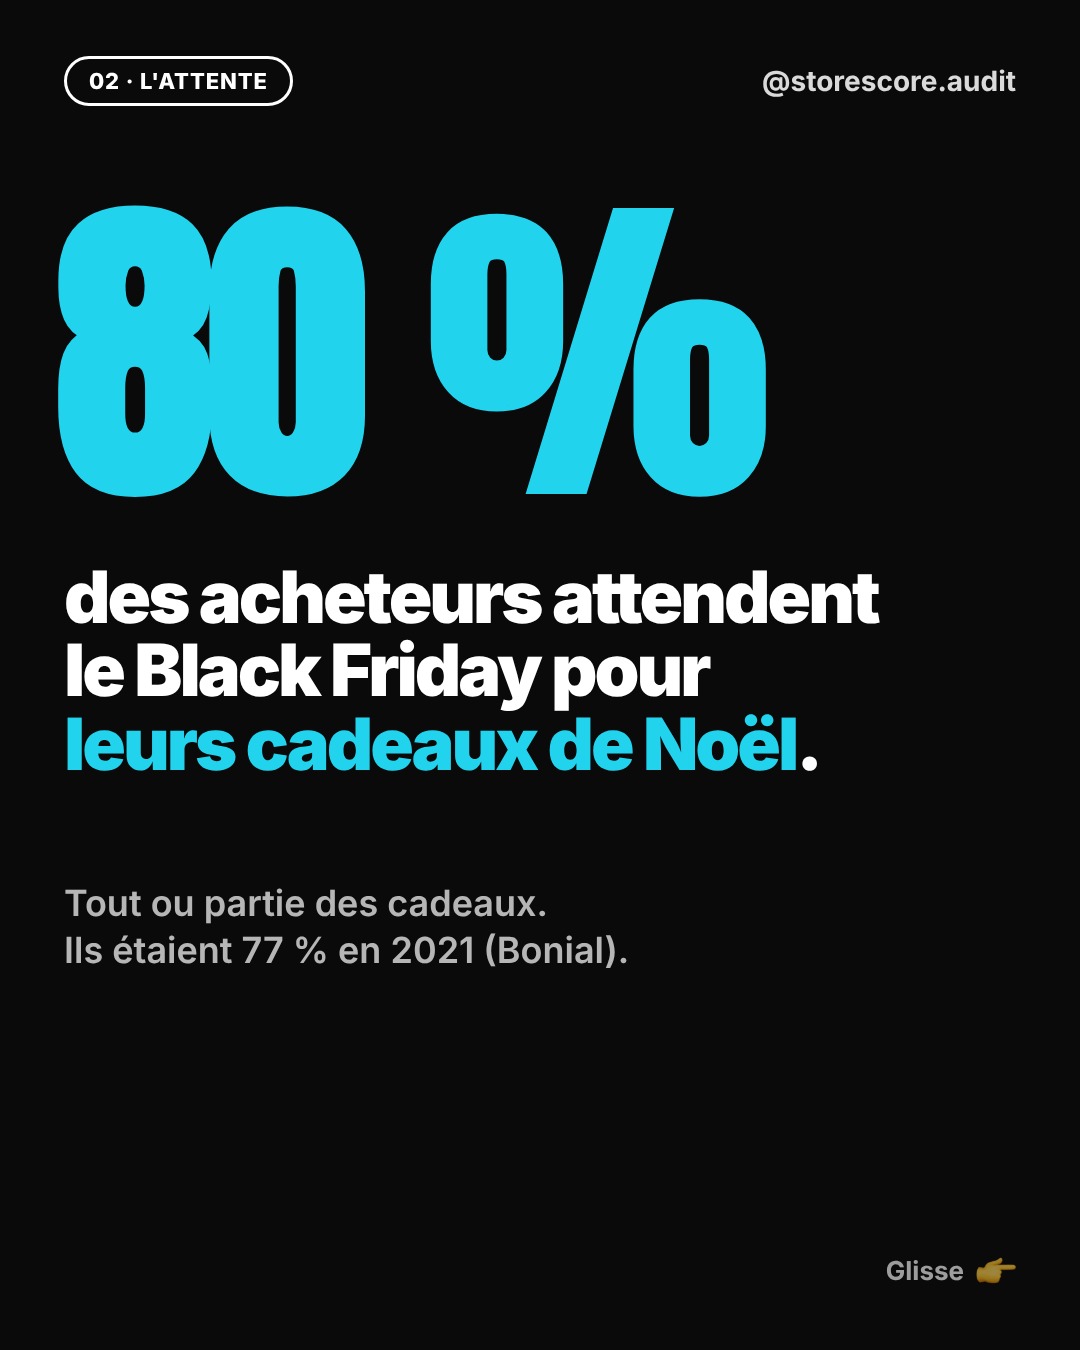 02 · L'ATTENTE
@storescore.audit
80 %
des acheteurs attendent
le Black Friday pour
leurs cadeaux de Noël.
Tout ou partie des cadeaux.
Ils étaient 77 % en 2021 (Bonial).
Glisse 👉